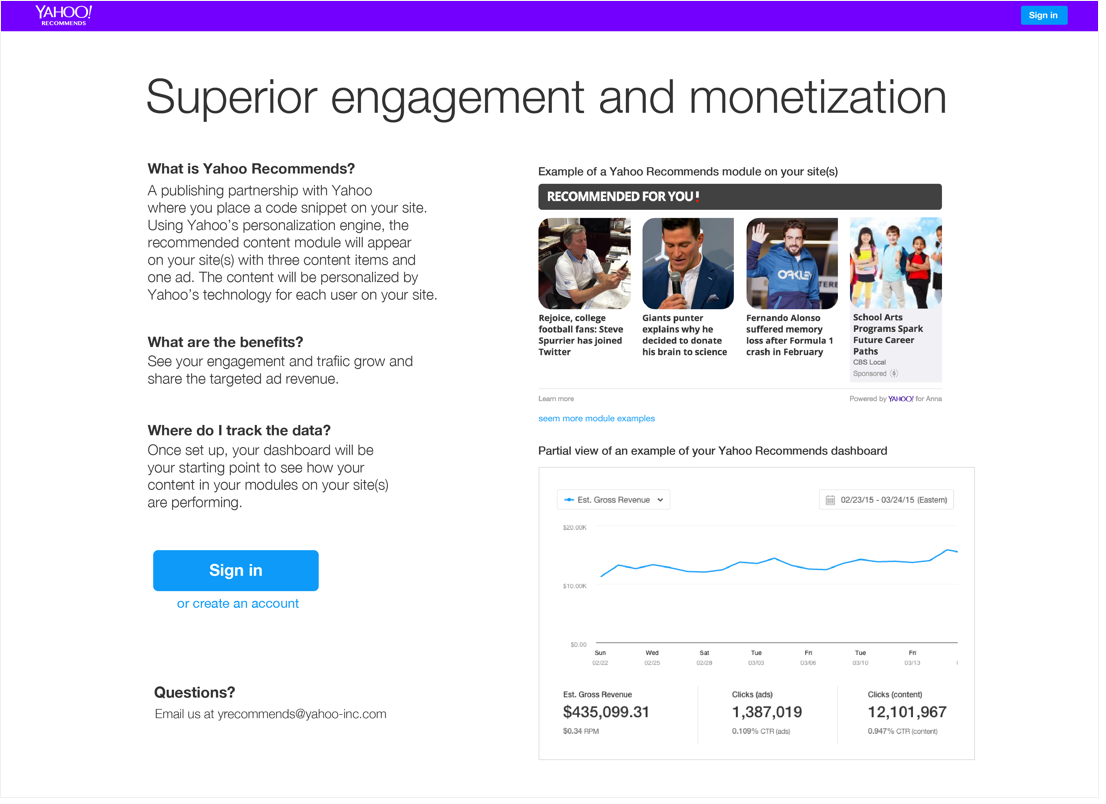 YAHOO!
RECOMMENDS
Sign in
Superior engagement and monetization
What is Yahoo Recommends?
A publishing partnership with Yahoo
where you place a code snippet on your site.
Using Yahoo's personalization engine, the
recommended content module will appear
on your site(s) with three content items and
one ad. The content will be personalized by
Yahoo's technology for each user on your site.
What are the benefits?
See your engagement and traffic grow and
share the targeted ad revenue.
Where do I track the data?
Once set up, your dashboard will be
your starting point to see how your
content in your modules on your site(s)
are performing.
Sign in
or create an account
Questions?
Email us at yrecommends@yahoo-inc.com
Example of a Yahoo Recommends module on your site(s)
RECOMMENDED FOR YOU!
OAKLEY
Rejoice, college
football fans: Steve
Spurrier has joined
Twitter
Giants punter
explains why he
decided to donate
his brain to science
Fernando Alonso
suffered memory
loss after Formula 1
crash in February
School Arts
Programs Spark
Future Career
Paths
CBS Local
Sponsored
Learn more
Powered by YAHOO! for Anna
seem more module examples
Partial view of an example of your Yahoo Recommends dashboard
Est. Gross Revenue
02/23/15 - 03/24/15 (Eastern)
$20.00K
$10.00K
$0.00
Sun Wed Sat Tue Fri Tue Fri
02/22 02/25 02/28 03/03 03/06 03/10 03/13
Est. Gross Revenue
$435,099.31
$0.34 RPM
Clicks (ads)
1,387,019
0.109% CTR (ads)
Clicks (content)
12,101,967
0.947% CTR (content)